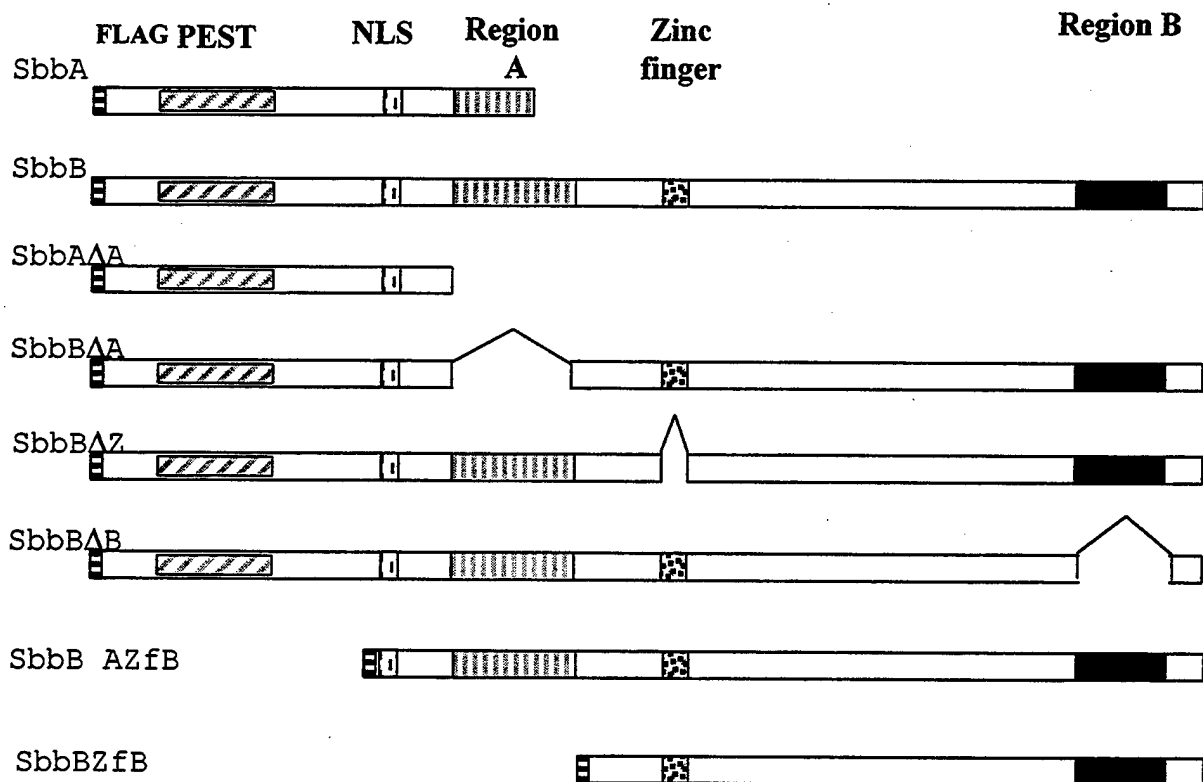 FLAG PEST NLS Region A Zinc finger Region B
SbbA
SbbB
SbbAΔA
SbbBΔA
SbbBΔZ
SbbBΔB
SbbB AZfB
SbbBZfB